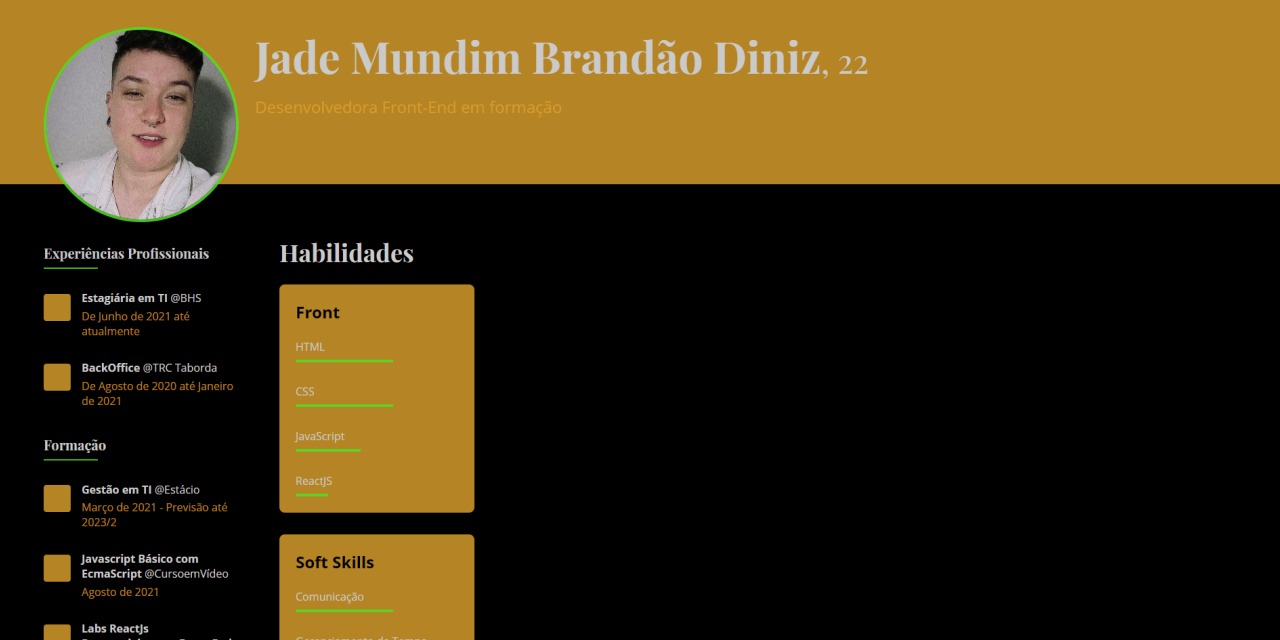 Jade Mundim Brandão Diniz, 22
Desenvolvedora Front-End em formação
Experiências Profissionais
Estagiária em TI @BHS
De Junho de 2021 até
atualmente
BackOffice @TRC Taborda
De Agosto de 2020 até Janeiro
de 2021
Formação
Gestão em TI @Estácio
Março de 2021 - Previsão até
2023/2
Javascript Básico com
EcmaScript @CursoemVídeo
Agosto de 2021
Labs ReactJs
Habilidades
Front
HTML
CSS
JavaScript
ReactJS
Soft Skills
Comunicação
Gerenciamento de Tempo